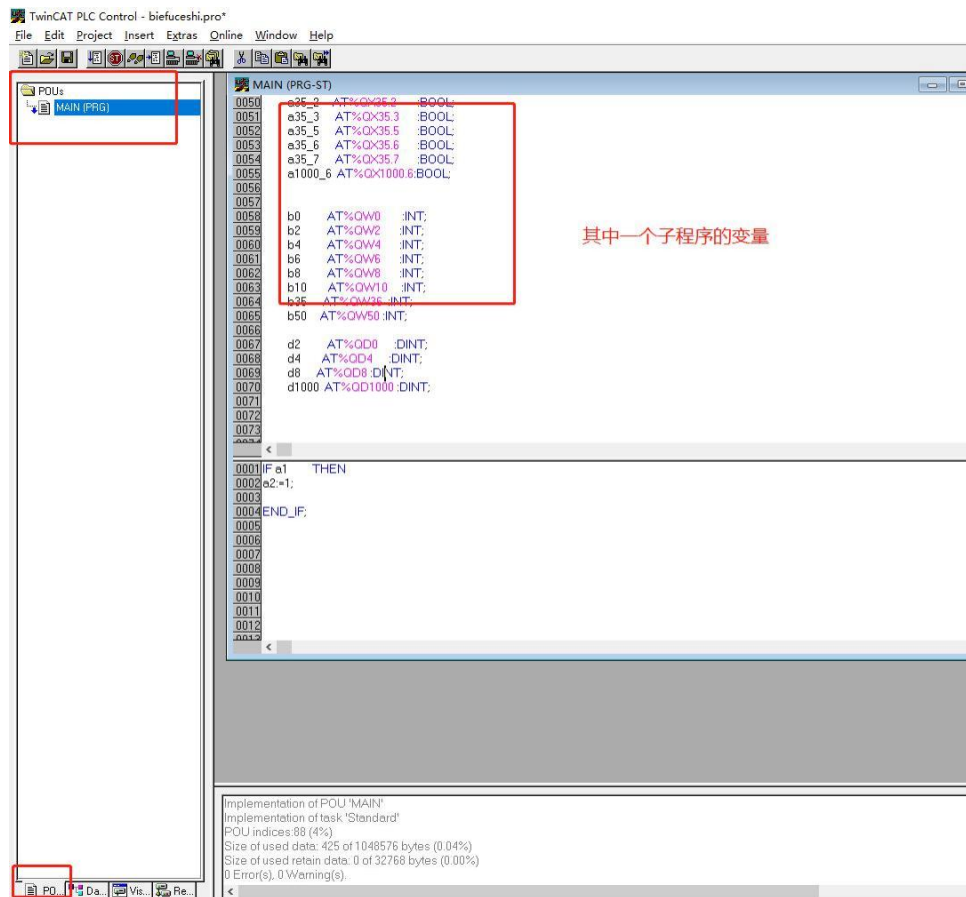 TwinCAT PLC Control - biefuceshi.pro*
File Edit Project Insert Extras Online Window Help
POUs
MAIN (PRG)
MAIN (PRG-ST)
0050 a35_2 AT%QX35.2 :BOOL;
0051 a35_3 AT%QX35.3 :BOOL;
0052 a35_5 AT%QX35.5 :BOOL;
0053 a35_6 AT%QX35.6 :BOOL;
0054 a35_7 AT%QX35.7 :BOOL;
0055 a1000_6 AT%QX1000.6:BOOL;
0056
0057
0058 b0 AT%QW0 :INT;
0059 b2 AT%QW2 :INT;
0060 b4 AT%QW4 :INT;
0061 b6 AT%QW6 :INT;
0062 b8 AT%QW8 :INT;
0063 b10 AT%QW10 :INT;
0064 b35 AT%QW35 :INT;
0065 b50 AT%QW50 :INT;
0066
0067 d2 AT%QD0 :DINT;
0068 d4 AT%QD4 :DINT;
0069 d8 AT%QD8 :DINT;
0070 d1000 AT%QD1000 :DINT;
0071
0072
0073
其中一个子程序的变量
0001 IF a1 THEN
0002 a2:=1;
0003
0004 END_IF;
0005
0006
0007
0008
0009
0010
0011
0012
Implementation of POU 'MAIN'
Implementation of task 'Standard'
POU indices:88 (4%)
Size of used data: 425 of 1048576 bytes (0.04%)
Size of used retain data: 0 of 32768 bytes (0.00%)
0 Error(s), 0 Warning(s).
PO... Da... Vis... Re...